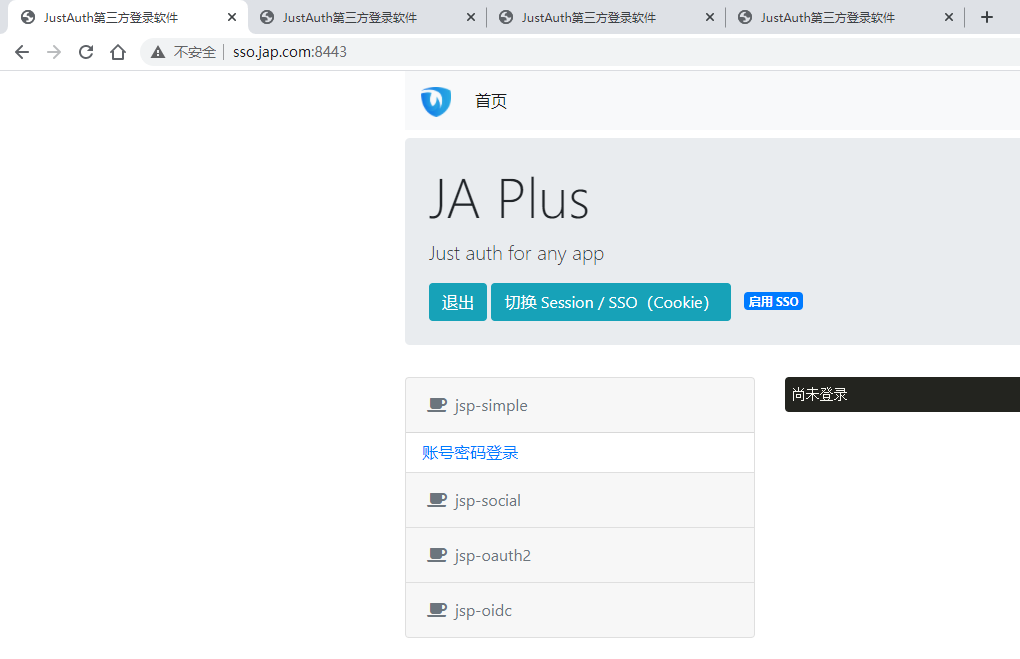 JustAuth第三方登录软件
JustAuth第三方登录软件
JustAuth第三方登录软件
JustAuth第三方登录软件
不安全 sso.jap.com:8443
首页
JA Plus
Just auth for any app
退出 切换 Session / SSO（Cookie） 启用 SSO
jsp-simple
尚未登录
账号密码登录
jsp-social
jsp-oauth2
jsp-oidc